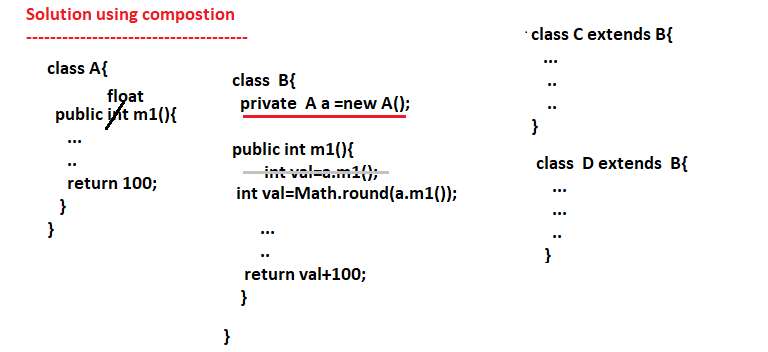 Solution using compostion
-------------------------------------
class A{
float
public int m1(){
...
..
return 100;
}
}
class  B{
private  A a =new A();
public int m1(){
int val=a.m1();
int val=Math.round(a.m1());
...
..
return val+100;
}
}
class C extends B{
...
..
..
}
class  D extends  B{
...
...
..
}